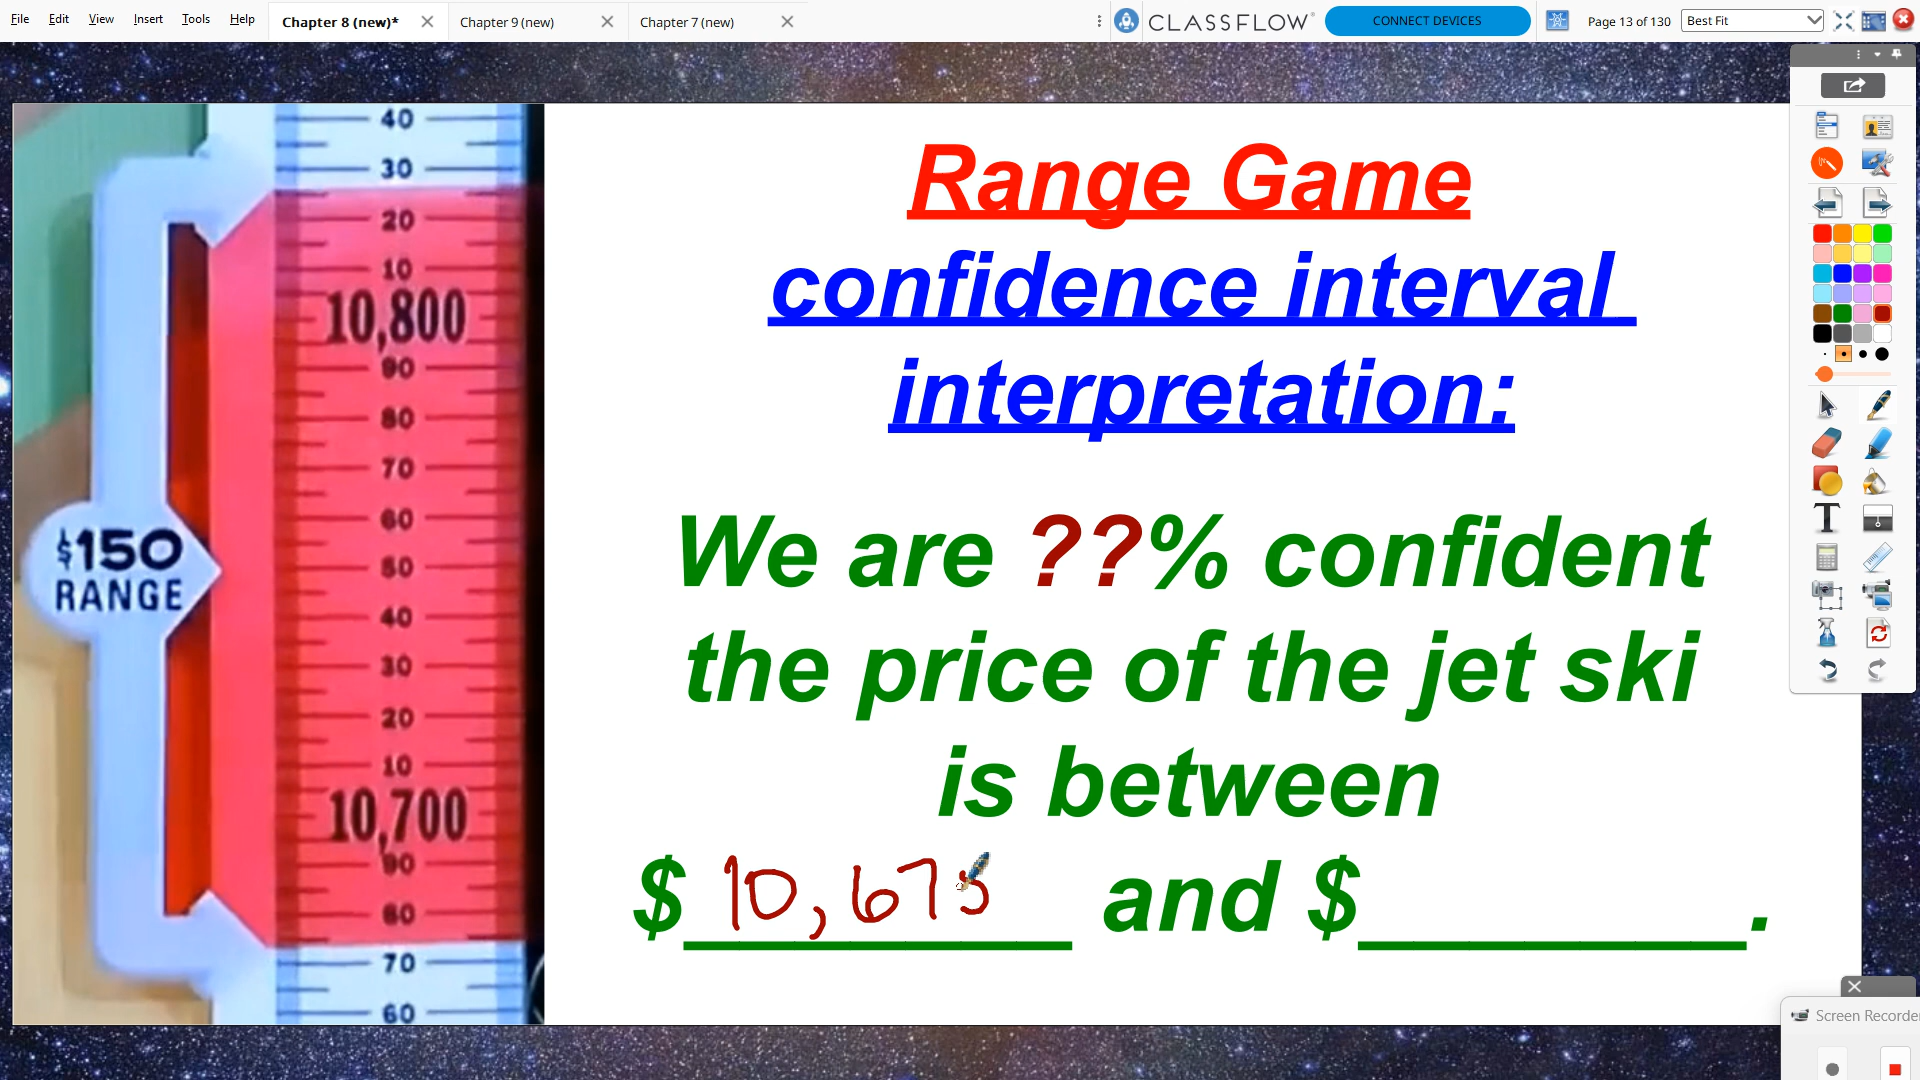 File Edit View Insert Tools Help Chapter 8 (new)* Chapter 9 (new) Chapter 7 (new) CLASSFLOW CONNECT DEVICES Page 13 of 130 Best Fit
40
30
20
10
10,800
90
80
70
60
50
40
30
20
10
10,700
90
80
70
60
$150
RANGE
Range Game
confidence interval
interpretation:
We are ??% confident
the price of the jet ski
is between
$ 10,675 and $ .
Screen Recorde